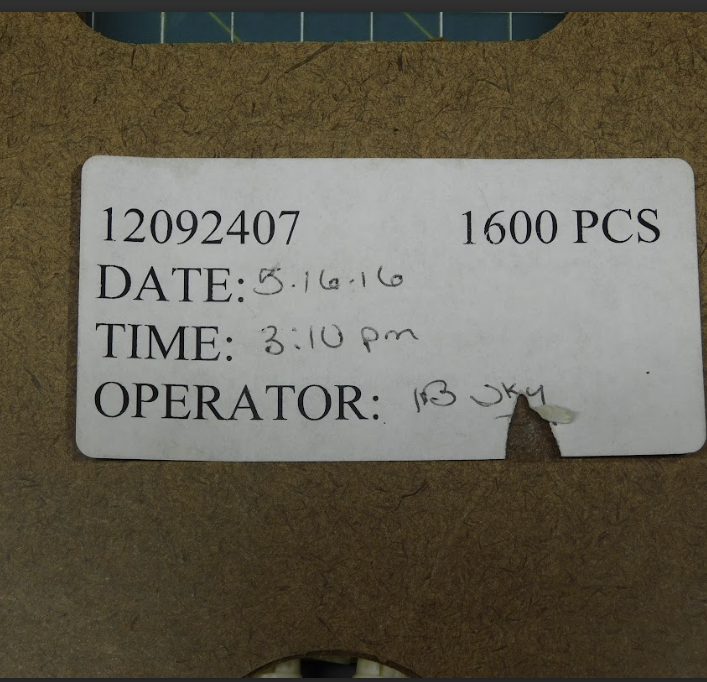 12092407 1600 PCS
DATE: 5.16.16
TIME: 3:10 pm
OPERATOR: